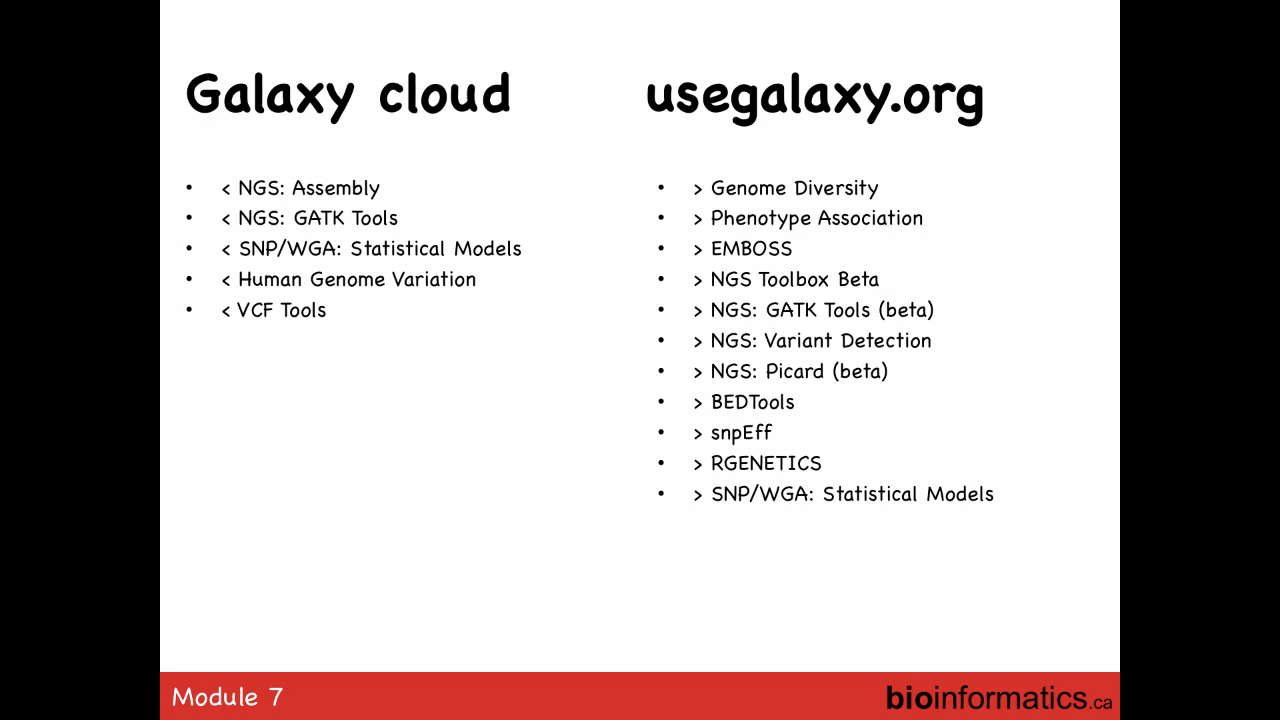 Galaxy cloud
• < NGS: Assembly
• < NGS: GATK Tools
• < SNP/WGA: Statistical Models
• < Human Genome Variation
• < VCF Tools
usegalaxy.org
• > Genome Diversity
• > Phenotype Association
• > EMBOSS
• > NGS Toolbox Beta
• > NGS: GATK Tools (beta)
• > NGS: Variant Detection
• > NGS: Picard (beta)
• > BEDTools
• > snpEff
• > RGENETICS
• > SNP/WGA: Statistical Models
Module 7
bioinformatics.ca